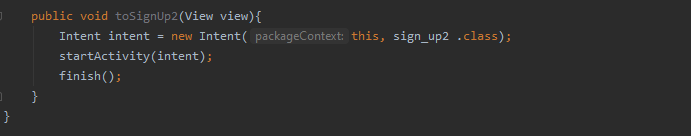 public void toSignUp2(View view){
Intent intent = new Intent( packageContext: this, sign_up2 .class);
startActivity(intent);
finish();
}
}